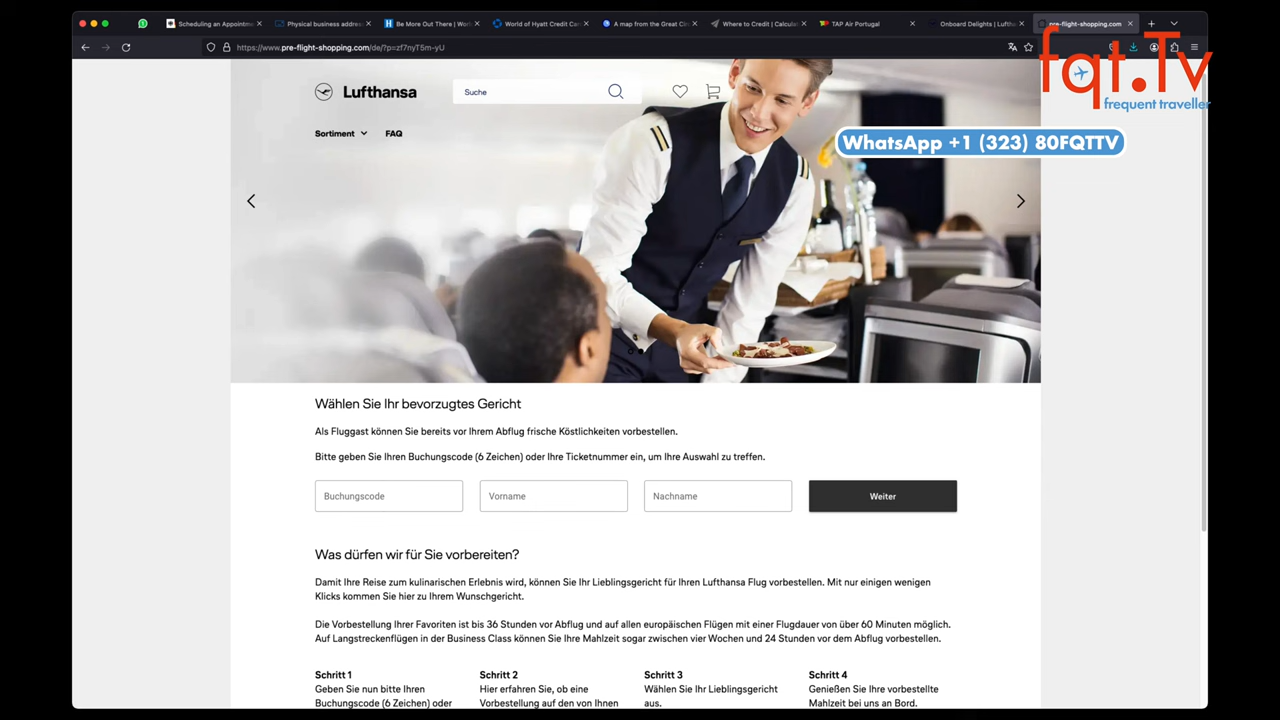 Scheduling an Appointm
Physical business addres
Be More Out There | Worl
World of Hyatt Credit Car
A map from the Great Cir
Where to Credit | Calcula
TAP Air Portugal
Onboard Delights | Lufth
pre-flight-shopping.com/
https://www.pre-flight-shopping.com/de/?p=zf7nyT5m-yU
fqt.Tv
frequent traveller
WhatsApp +1 (323) 80FQTTV
Lufthansa
Suche
Sortiment
FAQ
Wählen Sie Ihr bevorzugtes Gericht
Als Fluggast können Sie bereits vor Ihrem Abflug frische Köstlichkeiten vorbestellen.
Bitte geben Sie Ihren Buchungscode (6 Zeichen) oder Ihre Ticketnummer ein, um Ihre Auswahl zu treffen.
Buchungscode
Vorname
Nachname
Weiter
Was dürfen wir für Sie vorbereiten?
Damit Ihre Reise zum kulinarischen Erlebnis wird, können Sie Ihr Lieblingsgericht für Ihren Lufthansa Flug vorbestellen. Mit nur einigen wenigen
Klicks kommen Sie hier zu Ihrem Wunschgericht.
Die Vorbestellung Ihrer Favoriten ist bis 36 Stunden vor Abflug und auf allen europäischen Flügen mit einer Flugdauer von über 60 Minuten möglich.
Auf Langstreckenflügen in der Business Class können Sie Ihre Mahlzeit sogar zwischen vier Wochen und 24 Stunden vor dem Abflug vorbestellen.
Schritt 1
Geben Sie nun bitte Ihren
Buchungscode (6 Zeichen) oder
Schritt 2
Hier erfahren Sie, ob eine
Vorbestellung auf den von Ihnen
Schritt 3
Wählen Sie Ihr Lieblingsgericht
aus.
Schritt 4
Genießen Sie Ihre vorbestellte
Mahlzeit bei uns an Bord.